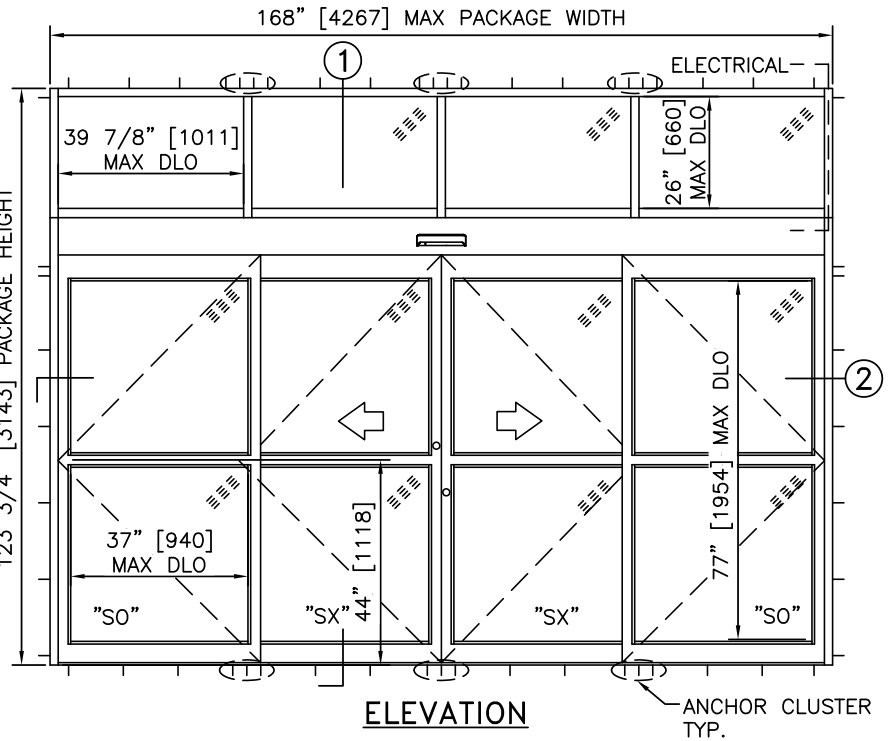 168” [4267] MAX PACKAGE WIDTH
1
ELECTRICAL
39 7/8” [1011]
MAX DLO
26” [660]
MAX DLO
123 3/4” [3143] PACKAGE HEIGHT
2
77” [1954] MAX DLO
37” [940]
MAX DLO
44” [1118]
”SO”
”SX”
”SX”
”SO”
ELEVATION
ANCHOR CLUSTER
TYP.